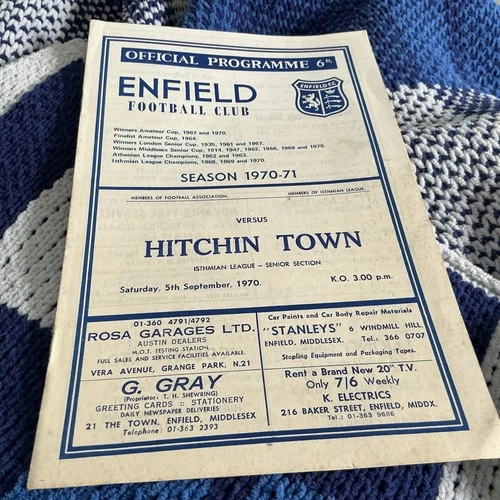 OFFICIAL PROGRAMME 6D.
ENFIELD
FOOTBALL CLUB
ENFIELD F.C.
Winners Amateur Cup, 1967 and 1970.
Finalist Amateur Cup, 1964.
Winners London Senior Cup, 1935, 1961 and 1967.
Winners Middlesex Senior Cup, 1914, 1947, 1962, 1966, 1969 and 1970.
Athenian League Champions, 1962 and 1963.
Isthmian League Champions, 1968, 1969 and 1970.
SEASON 1970-71
MEMBERS OF FOOTBALL ASSOCIATION.
MEMBERS OF ISTHMIAN LEAGUE.
VERSUS
HITCHIN TOWN
ISTHMIAN LEAGUE – SENIOR SECTION
Saturday, 5th September, 1970.
K.O. 3.00 p.m.
01-360 4791/4792
ROSA GARAGES LTD.
AUSTIN DEALERS
M.O.T. TESTING STATION.
FULL SALES AND SERVICE FACILITIES AVAILABLE.
VERA AVENUE, GRANGE PARK, N.21
G. GRAY
(Proprietor: T. H. SHEWRING)
GREETING CARDS :: STATIONERY
DAILY NEWSPAPER DELIVERIES
21 THE TOWN, ENFIELD, MIDDLESEX
Telephone: 01-363 2393
Car Paints and Car Body Repair Materials
"STANLEYS" 6 WINDMILL HILL,
ENFIELD, MIDDLESEX. Tel.: 366 0707
Stapling Equipment and Packaging Tapes.
Rent a Brand New 20" T.V.
Only 7/6 Weekly
K. ELECTRICS
216 BAKER STREET, ENFIELD, MIDDX.
Tel.: 01-363 9686